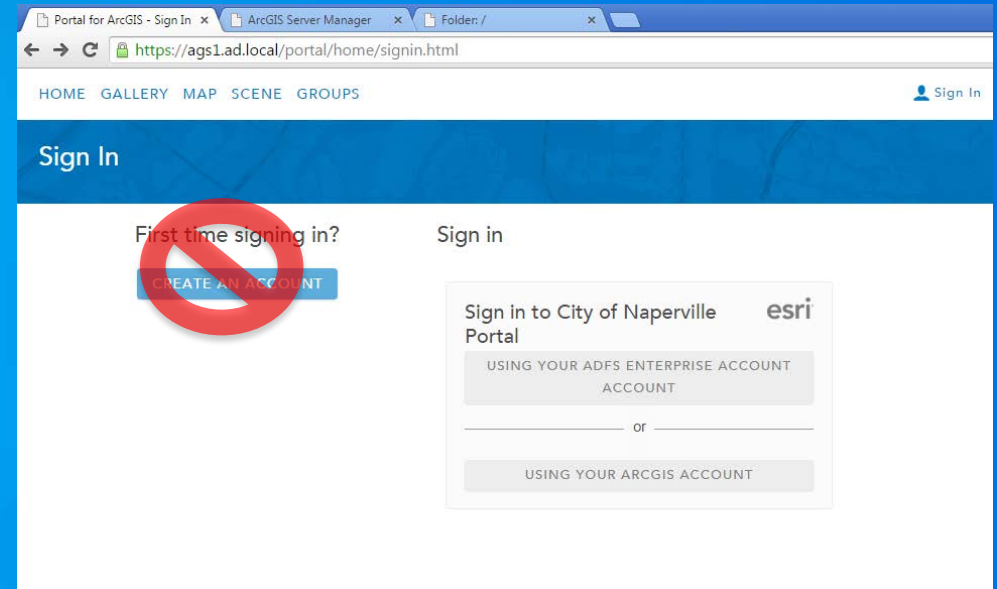 Portal for ArcGIS - Sign In
ArcGIS Server Manager
Folder: /
https://ags1.ad.local/portal/home/signin.html
HOME GALLERY MAP SCENE GROUPS
Sign In
Sign In
First time signing in?
CREATE AN ACCOUNT
Sign in
Sign in to City of Naperville Portal
esri
USING YOUR ADFS ENTERPRISE ACCOUNT
ACCOUNT
or
USING YOUR ARCGIS ACCOUNT